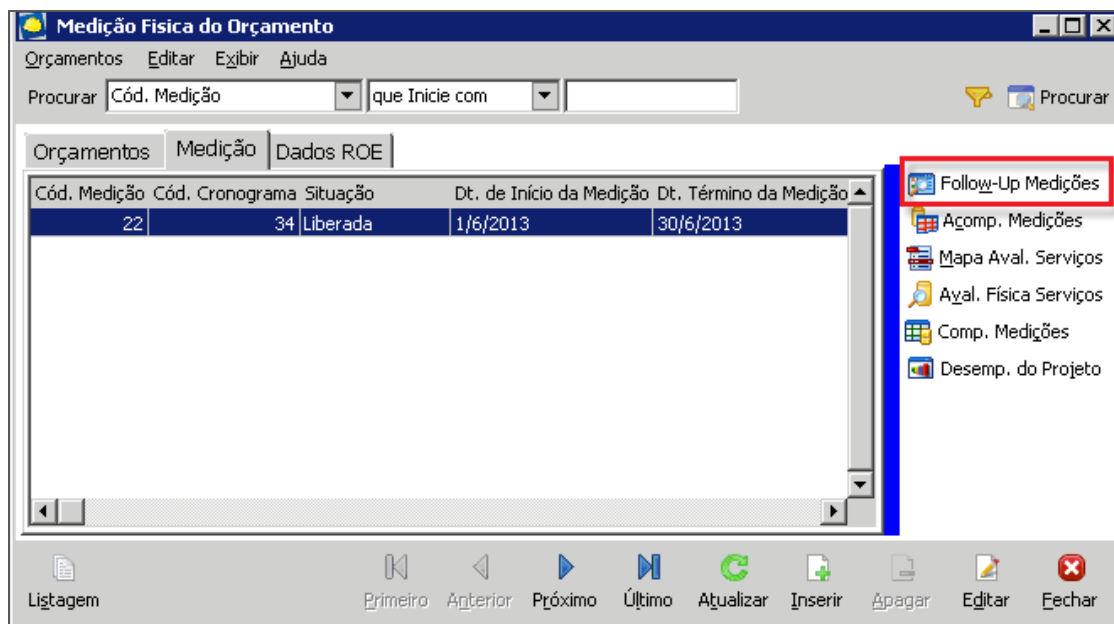 Medição Fisica do Orçamento
Orçamentos Editar Exibir Ajuda
Procurar Cód. Medição que Inicie com Procurar
Orçamentos Medição Dados ROE
Cód. Medição Cód. Cronograma Situação Dt. de Início da Medição Dt. Término da Medição
22 34 Liberada 1/6/2013 30/6/2013
Follow-Up Medições
Acomp. Medições
Mapa Aval. Serviços
Aval. Física Serviços
Comp. Medições
Desemp. do Projeto
Listagem Primeiro Anterior Próximo Último Atualizar Inserir Apagar Editar Fechar